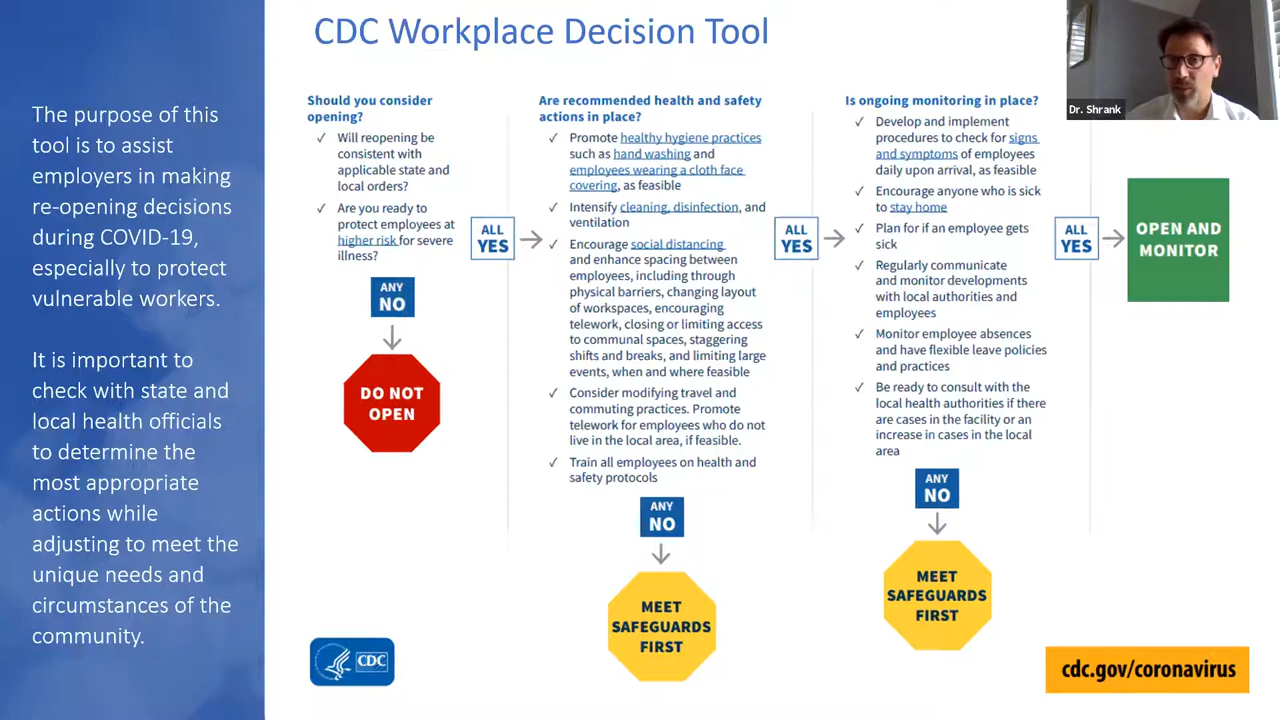 CDC Workplace Decision Tool
Dr. Shrank
The purpose of this
tool is to assist
employers in making
re-opening decisions
during COVID-19,
especially to protect
vulnerable workers.
It is important to
check with state and
local health officials
to determine the
most appropriate
actions while
adjusting to meet the
unique needs and
circumstances of the
community.
Should you consider
opening?
✓ Will reopening be
consistent with
applicable state and
local orders?
✓ Are you ready to
protect employees at
higher risk for severe
illness?
ANY
NO
DO NOT
OPEN
ALL
YES
Are recommended health and safety
actions in place?
✓ Promote healthy hygiene practices
such as hand washing and
employees wearing a cloth face
covering, as feasible
✓ Intensify cleaning, disinfection, and
ventilation
✓ Encourage social distancing
and enhance spacing between
employees, including through
physical barriers, changing layout
of workspaces, encouraging
telework, closing or limiting access
to communal spaces, staggering
shifts and breaks, and limiting large
events, when and where feasible
✓ Consider modifying travel and
commuting practices. Promote
telework for employees who do not
live in the local area, if feasible.
✓ Train all employees on health and
safety protocols
ANY
NO
MEET
SAFEGUARDS
FIRST
ALL
YES
Is ongoing monitoring in place?
✓ Develop and implement
procedures to check for signs
and symptoms of employees
daily upon arrival, as feasible
✓ Encourage anyone who is sick
to stay home
✓ Plan for if an employee gets
sick
✓ Regularly communicate
and monitor developments
with local authorities and
employees
✓ Monitor employee absences
and have flexible leave policies
and practices
✓ Be ready to consult with the
local health authorities if there
are cases in the facility or an
increase in cases in the local
area
ANY
NO
MEET
SAFEGUARDS
FIRST
ALL
YES
OPEN AND
MONITOR
CDC
cdc.gov/coronavirus